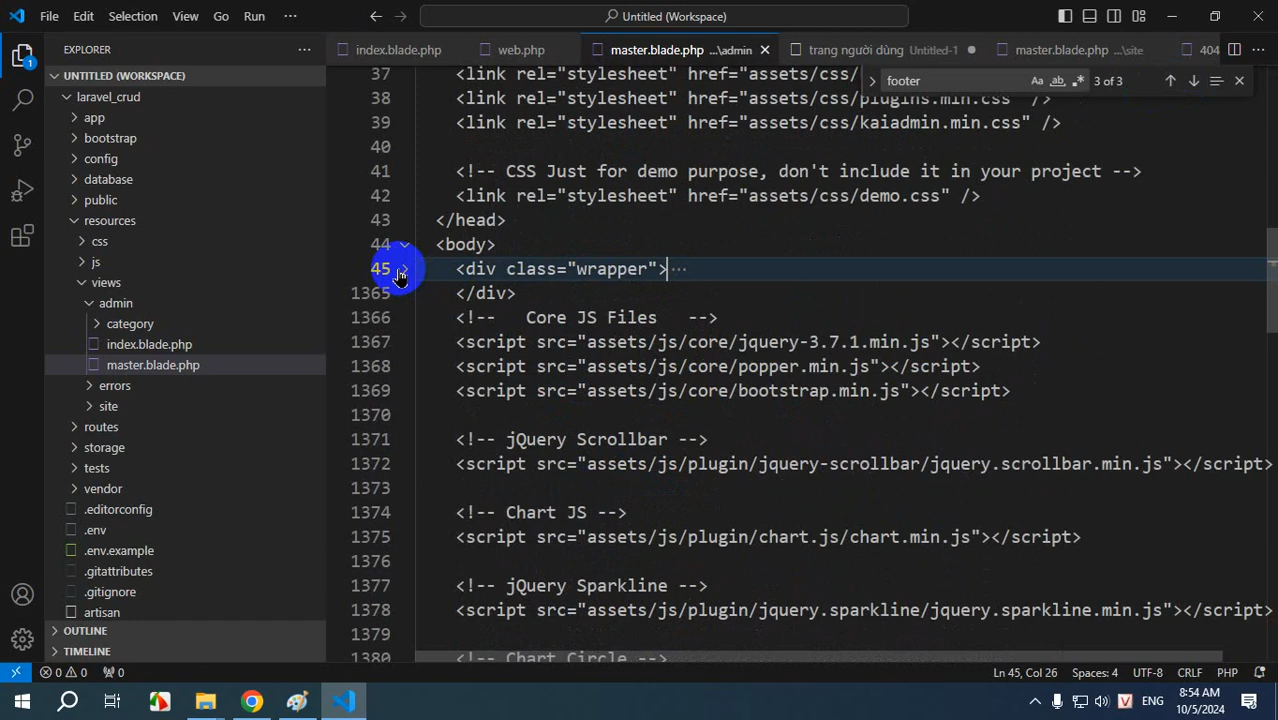 File Edit Selection View Go Run ··· Untitled (Workspace)
EXPLORER
index.blade.php
web.php
master.blade.php ...\admin
trang người dùng Untitled-1
master.blade.php ...\site
404
footer
Aa ab .* 3 of 3
UNTITLED (WORKSPACE)
laravel_crud
app
bootstrap
config
database
public
resources
css
js
views
admin
category
index.blade.php
master.blade.php
errors
site
routes
storage
tests
vendor
.editorconfig
.env
.env.example
.gitattributes
.gitignore
artisan
OUTLINE
TIMELINE
37 <link rel="stylesheet" href="assets/css/
38 <link rel="stylesheet" href="assets/css/plugins.min.css" />
39 <link rel="stylesheet" href="assets/css/kaiadmin.min.css" />
40
41 <!-- CSS Just for demo purpose, don't include it in your project -->
42 <link rel="stylesheet" href="assets/css/demo.css" />
43 </head>
44 <body>
45 <div class="wrapper">···
1365 </div>
1366 <!--   Core JS Files   -->
1367 <script src="assets/js/core/jquery-3.7.1.min.js"></script>
1368 <script src="assets/js/core/popper.min.js"></script>
1369 <script src="assets/js/core/bootstrap.min.js"></script>
1370
1371 <!-- jQuery Scrollbar -->
1372 <script src="assets/js/plugin/jquery-scrollbar/jquery.scrollbar.min.js"></script>
1373
1374 <!-- Chart JS -->
1375 <script src="assets/js/plugin/chart.js/chart.min.js"></script>
1376
1377 <!-- jQuery Sparkline -->
1378 <script src="assets/js/plugin/jquery.sparkline/jquery.sparkline.min.js"></script>
1379
1380 <!-- Chart Circle -->
0 0 0 Ln 45, Col 26 Spaces: 4 UTF-8 CRLF PHP
V ENG
8:54 AM
10/5/2024